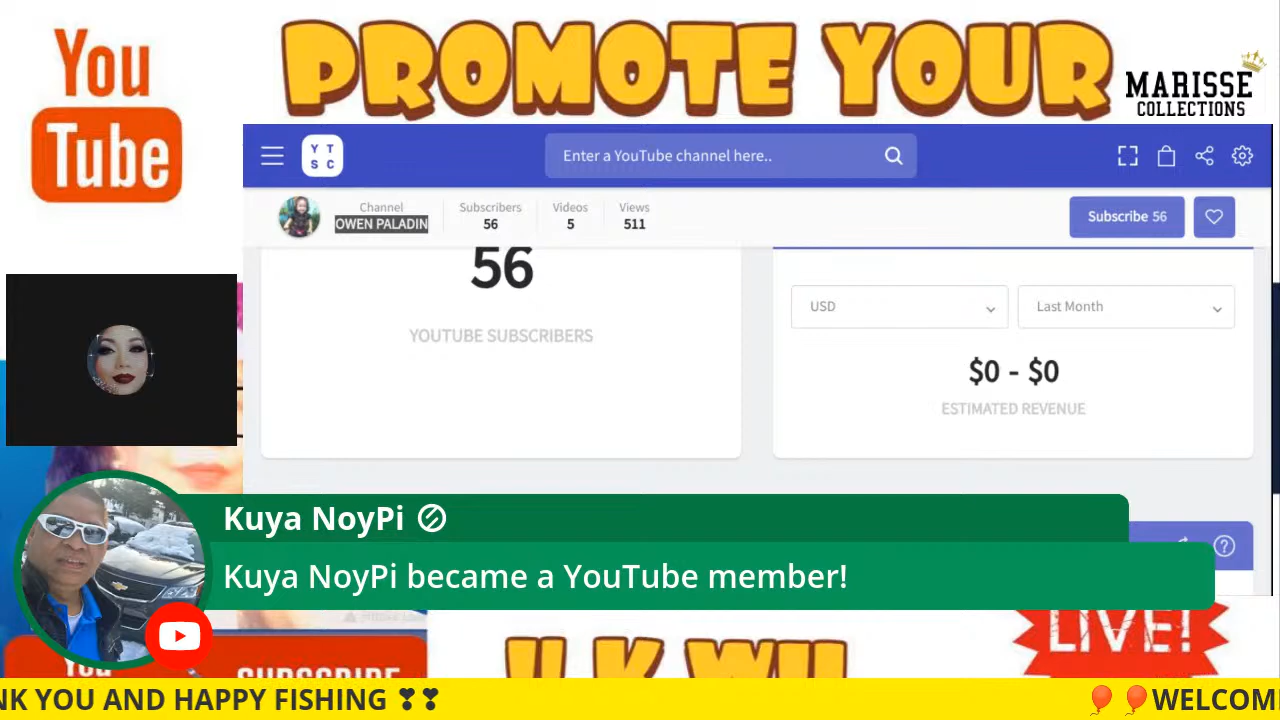 You
Tube
PROMOTE YOUR
MARISSE
COLLECTIONS
Y T
S C
Enter a YouTube channel here..
Channel
OWEN PALADIN
Subscribers
56
Videos
5
Views
511
Subscribe 56
56
YOUTUBE SUBSCRIBERS
USD
Last Month
$0 - $0
ESTIMATED REVENUE
Kuya NoyPi
Kuya NoyPi became a YouTube member!
You
SUBSCRIBE
LIVE!
NK YOU AND HAPPY FISHING ❣❣
🎈🎈WELCOM